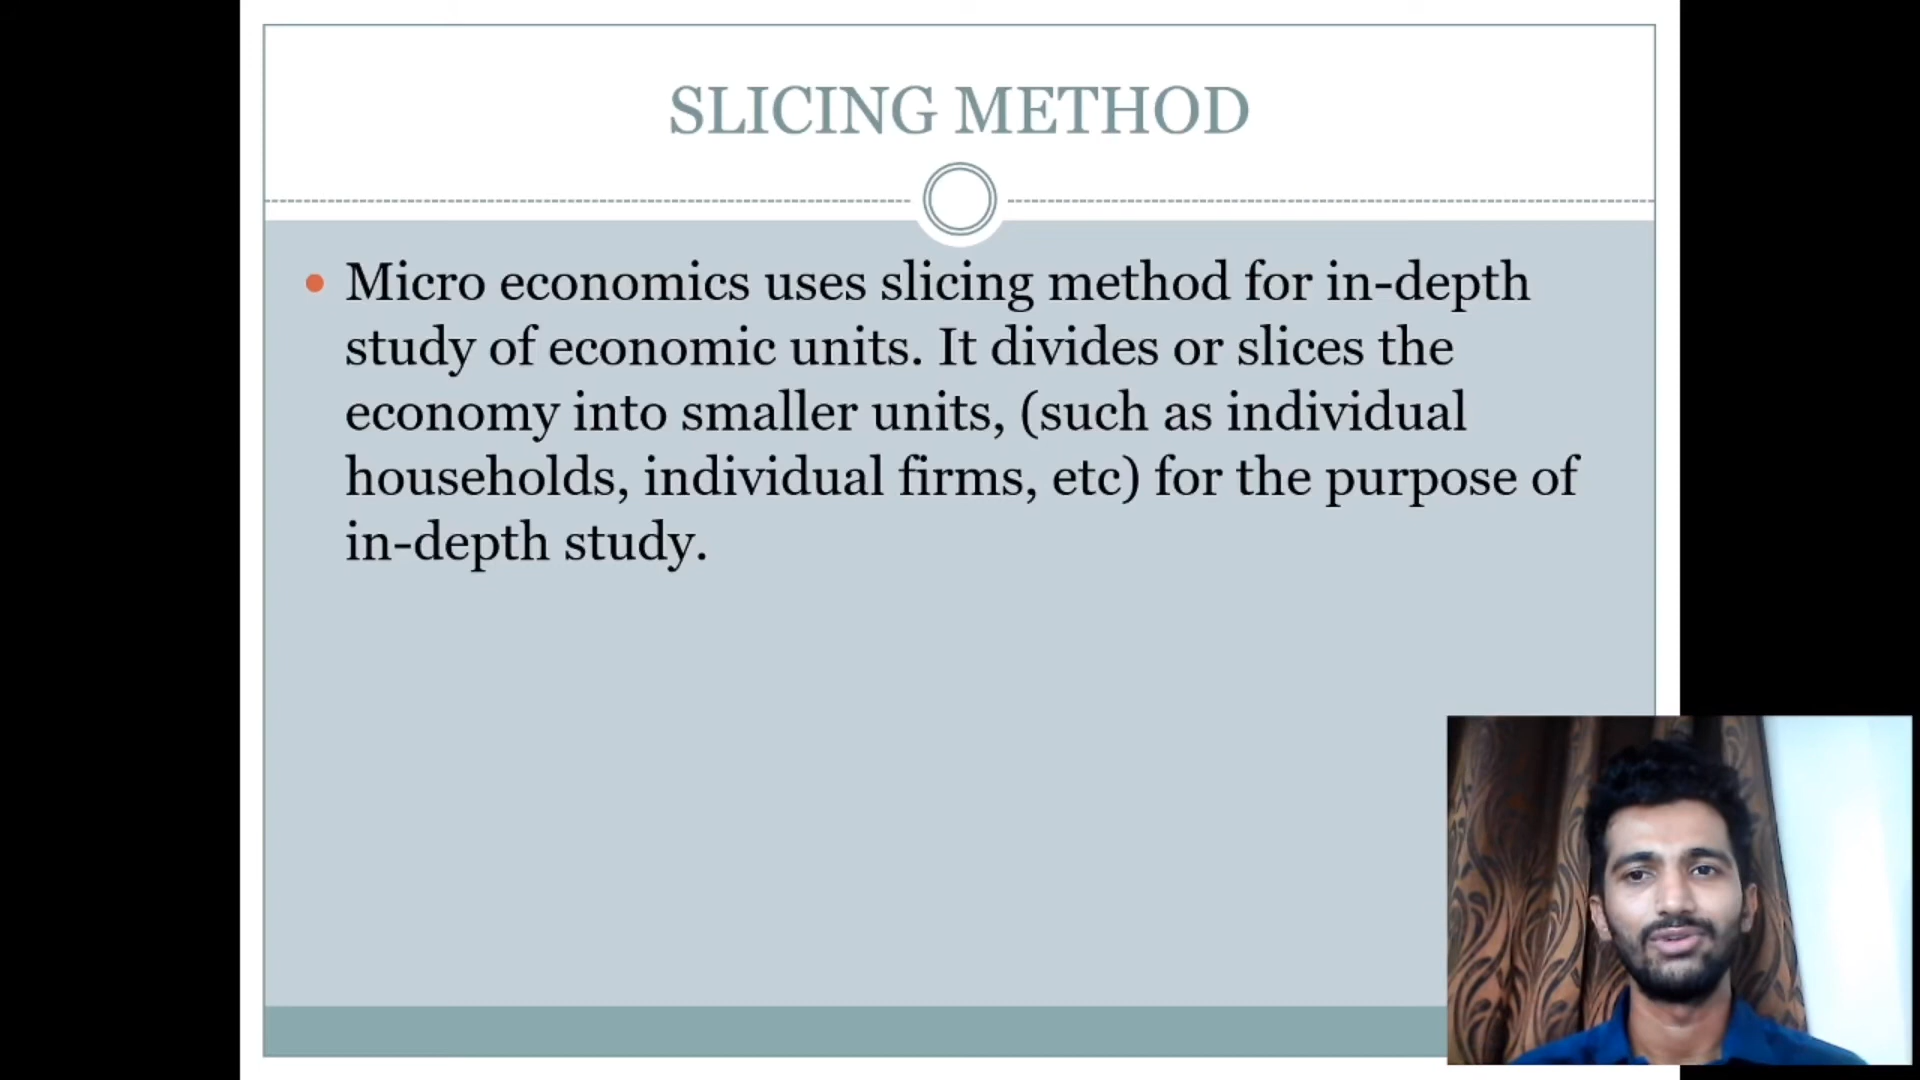 SLICING METHOD
Micro economics uses slicing method for in-depth
study of economic units. It divides or slices the
economy into smaller units, (such as individual
households, individual firms, etc) for the purpose of
in-depth study.